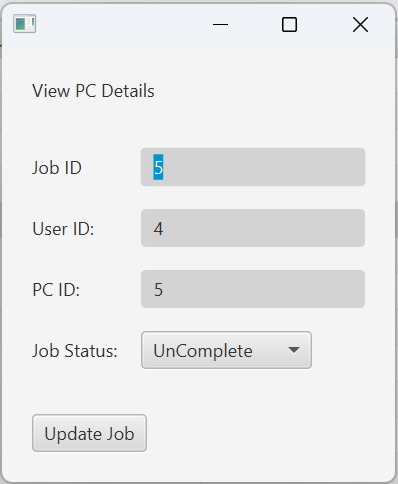 View PC Details
Job ID 5
User ID: 4
PC ID: 5
Job Status: UnComplete
Update Job